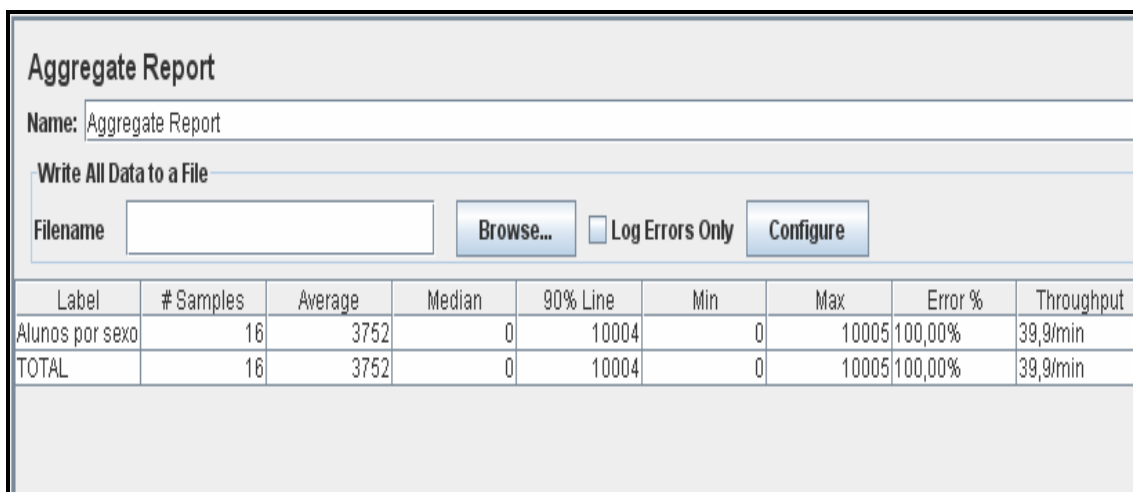 Aggregate Report
Name: Aggregate Report
Write All Data to a File
Filename Browse... Log Errors Only Configure
Label # Samples Average Median 90% Line Min Max Error % Throughput
Alunos por sexo 16 3752 0 10004 0 10005 100,00% 39,9/min
TOTAL 16 3752 0 10004 0 10005 100,00% 39,9/min